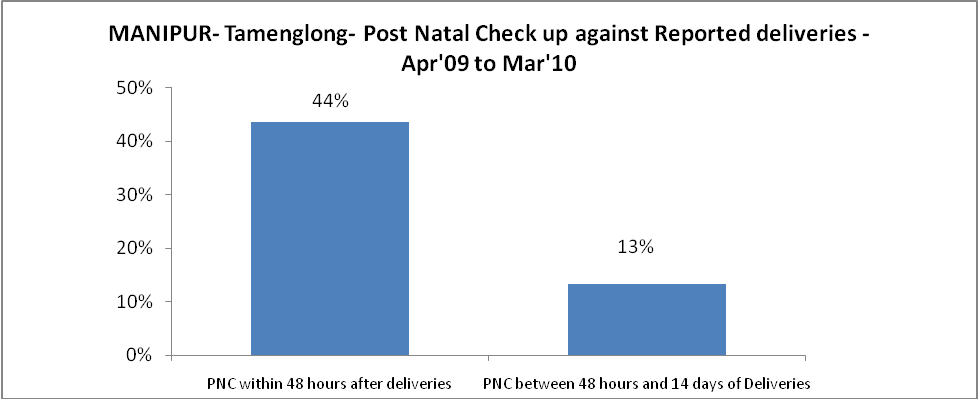 MANIPUR- Tamenglong- Post Natal Check up against Reported deliveries -
Apr'09 to Mar'10
50%
44%
40%
30%
20%
13%
10%
0%
PNC within 48 hours after deliveries
PNC between 48 hours and 14 days of Deliveries